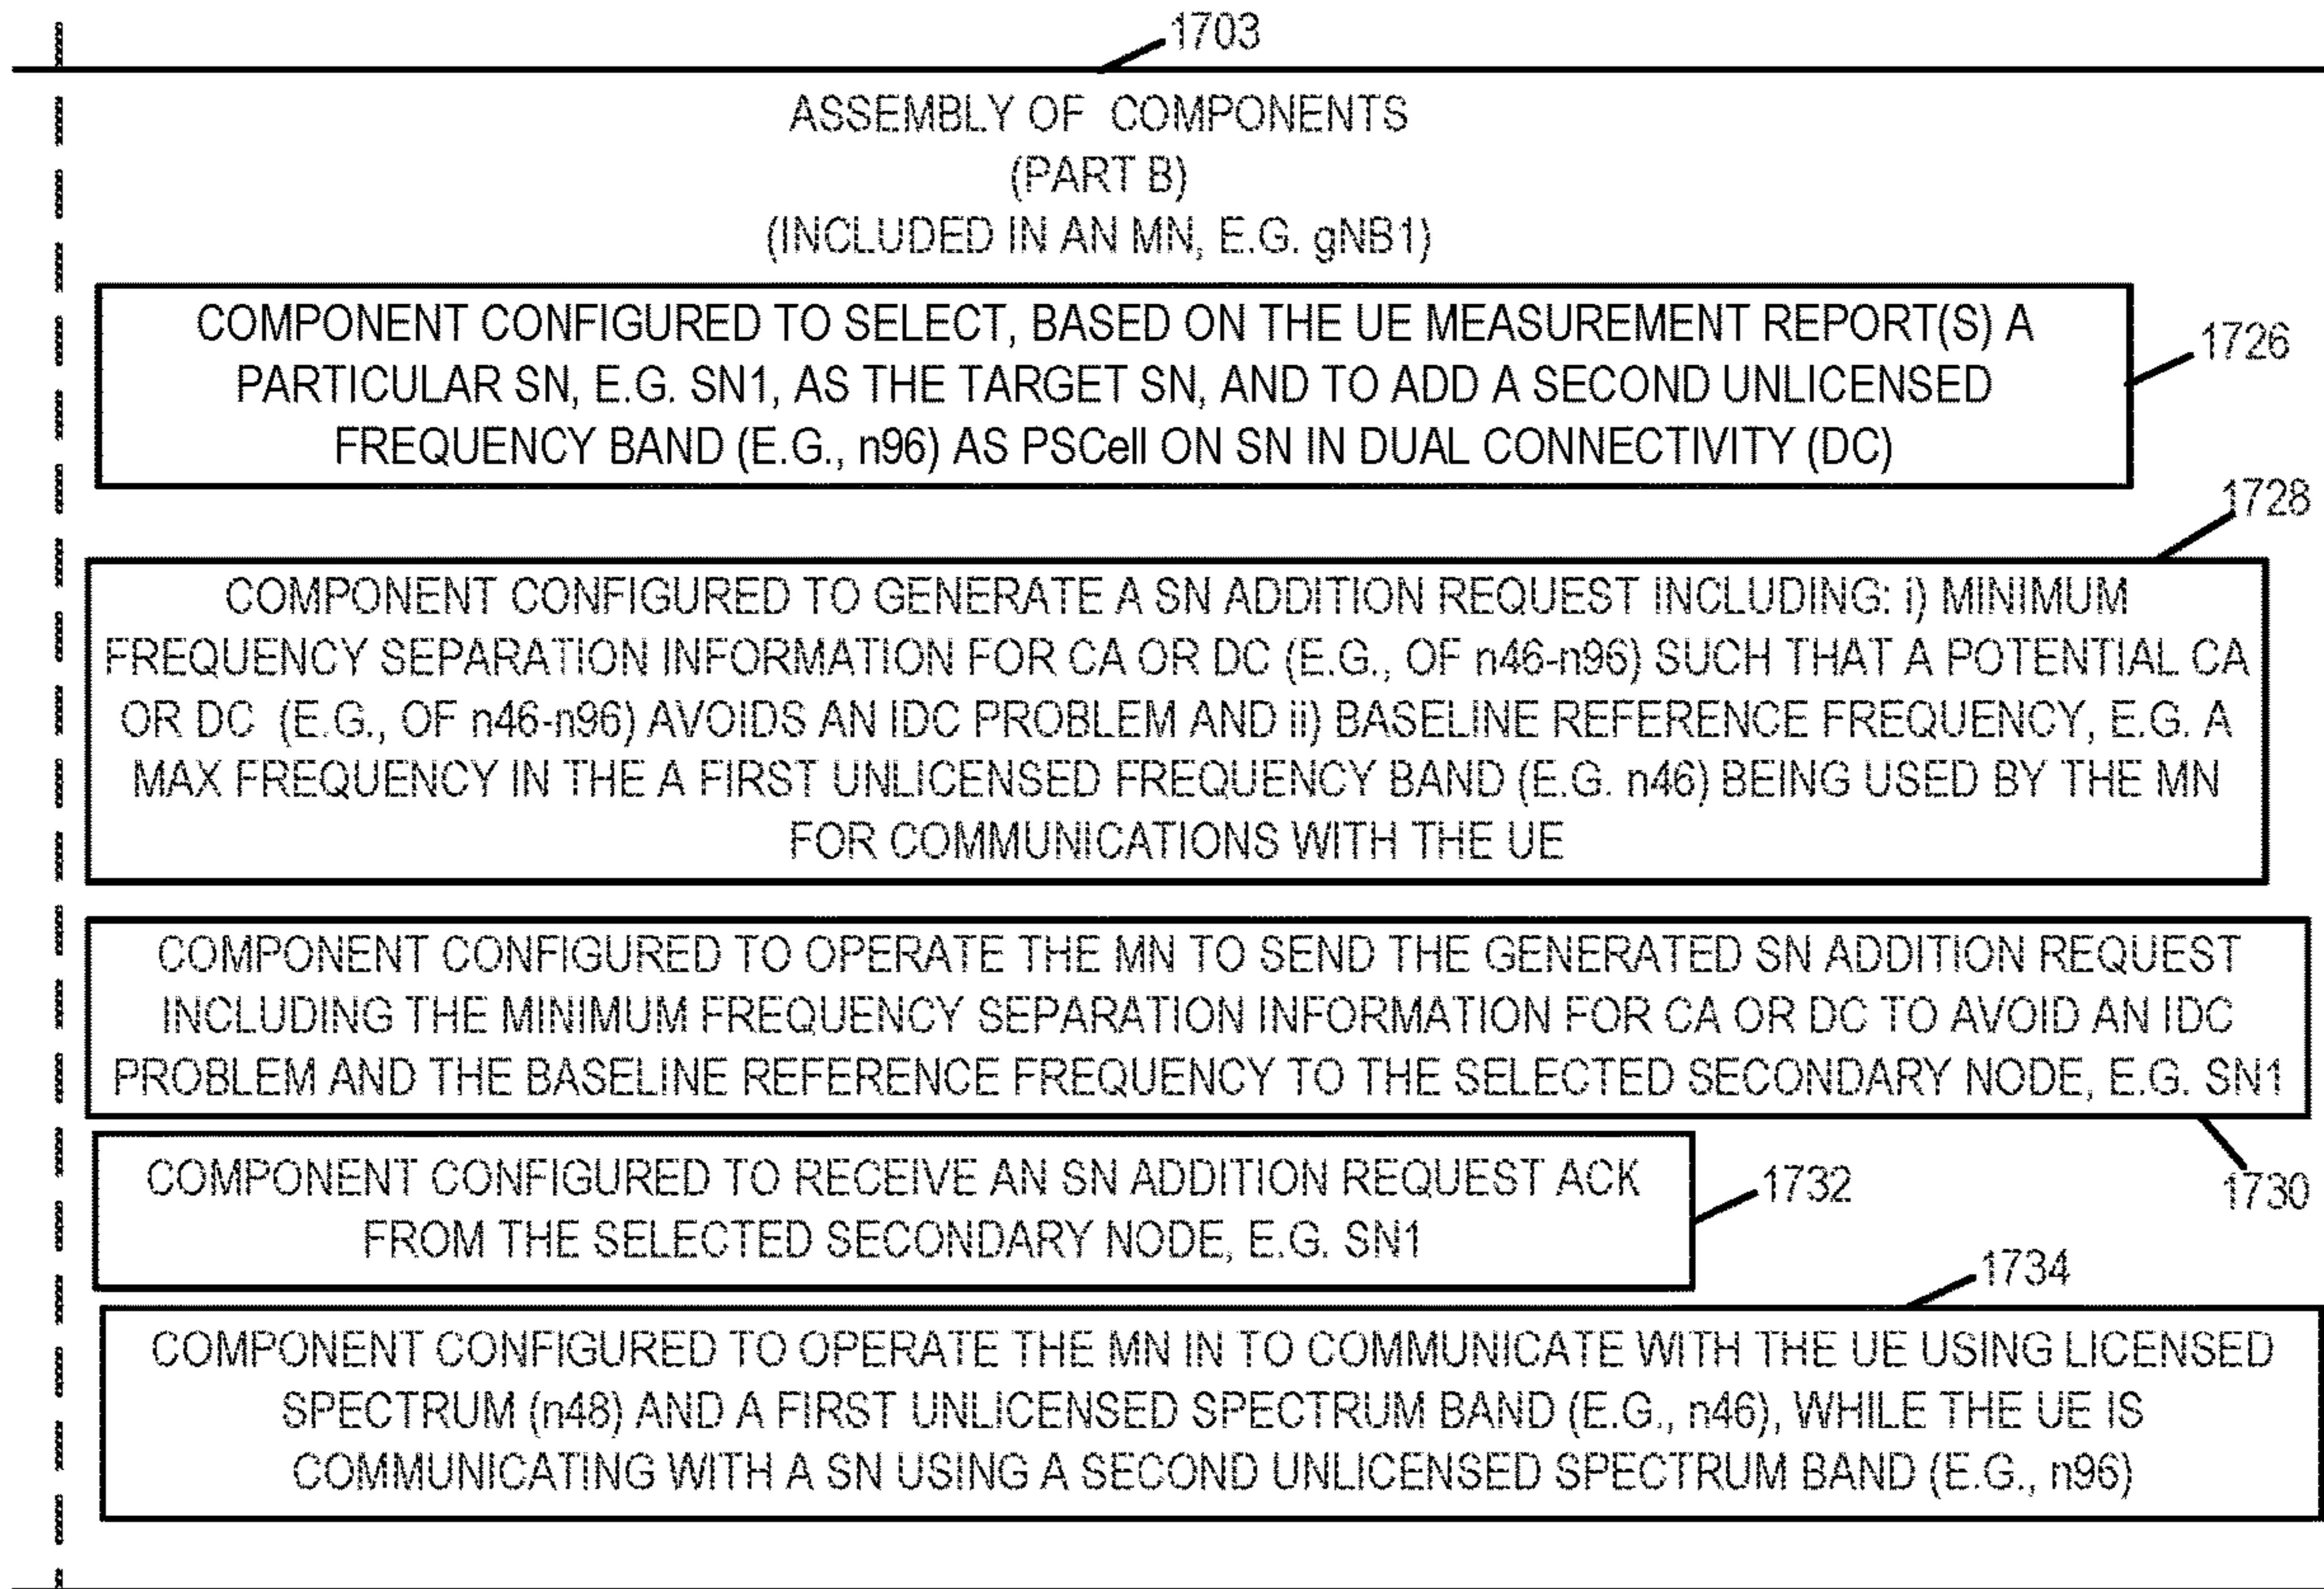 1703
ASSEMBLY OF COMPONENTS
(PART B)
(INCLUDED IN AN MN, E.G. gNB1)
COMPONENT CONFIGURED TO SELECT, BASED ON THE UE MEASUREMENT REPORT(S) A
PARTICULAR SN, E.G. SN1, AS THE TARGET SN, AND TO ADD A SECOND UNLICENSED
FREQUENCY BAND (E.G., n96) AS PSCell ON SN IN DUAL CONNECTIVITY (DC)
1726
1728
COMPONENT CONFIGURED TO GENERATE A SN ADDITION REQUEST INCLUDING: i) MINIMUM
FREQUENCY SEPARATION INFORMATION FOR CA OR DC (E.G., OF n46-n96) SUCH THAT A POTENTIAL CA
OR DC (E.G., OF n46-n96) AVOIDS AN IDC PROBLEM AND ii) BASELINE REFERENCE FREQUENCY, E.G. A
MAX FREQUENCY IN THE A FIRST UNLICENSED FREQUENCY BAND (E.G. n46) BEING USED BY THE MN
FOR COMMUNICATIONS WITH THE UE
COMPONENT CONFIGURED TO OPERATE THE MN TO SEND THE GENERATED SN ADDITION REQUEST
INCLUDING THE MINIMUM FREQUENCY SEPARATION INFORMATION FOR CA OR DC TO AVOID AN IDC
PROBLEM AND THE BASELINE REFERENCE FREQUENCY TO THE SELECTED SECONDARY NODE, E.G. SN1
1730
COMPONENT CONFIGURED TO RECEIVE AN SN ADDITION REQUEST ACK
FROM THE SELECTED SECONDARY NODE, E.G. SN1
1732
1734
COMPONENT CONFIGURED TO OPERATE THE MN IN TO COMMUNICATE WITH THE UE USING LICENSED
SPECTRUM (n48) AND A FIRST UNLICENSED SPECTRUM BAND (E.G., n46), WHILE THE UE IS
COMMUNICATING WITH A SN USING A SECOND UNLICENSED SPECTRUM BAND (E.G., n96)